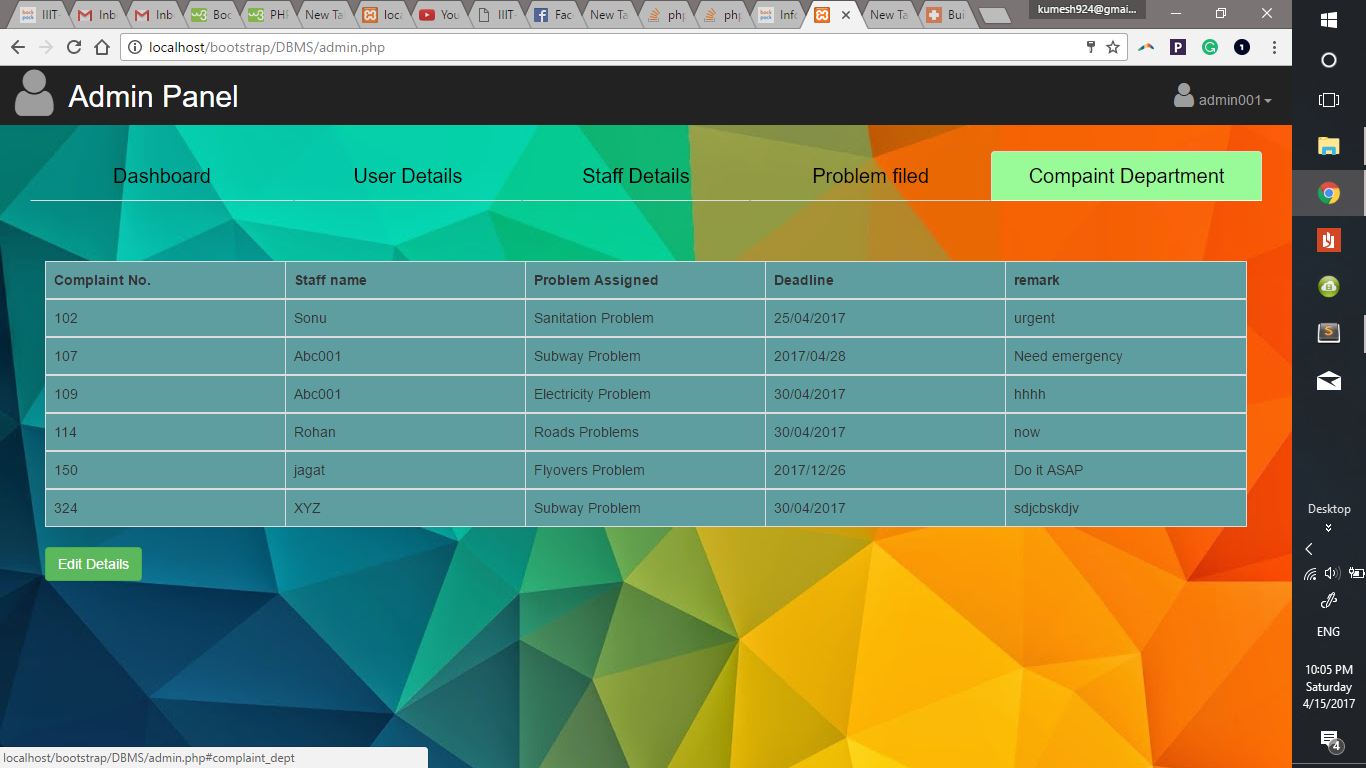 IIIT- Inb Inb Boo PHP New Ta loca You IIIT- Fac New Ta php php Info New Ta Bui kumesh924@gmai...
localhost/bootstrap/DBMS/admin.php
Admin Panel admin001
Dashboard User Details Staff Details Problem filed Compaint Department
Complaint No. Staff name Problem Assigned Deadline remark
102 Sonu Sanitation Problem 25/04/2017 urgent
107 Abc001 Subway Problem 2017/04/28 Need emergency
109 Abc001 Electricity Problem 30/04/2017 hhhh
114 Rohan Roads Problems 30/04/2017 now
150 jagat Flyovers Problem 2017/12/26 Do it ASAP
324 XYZ Subway Problem 30/04/2017 sdjcbskdjv
Edit Details
localhost/bootstrap/DBMS/admin.php#complaint_dept
Desktop
ENG
10:05 PM
Saturday
4/15/2017
4